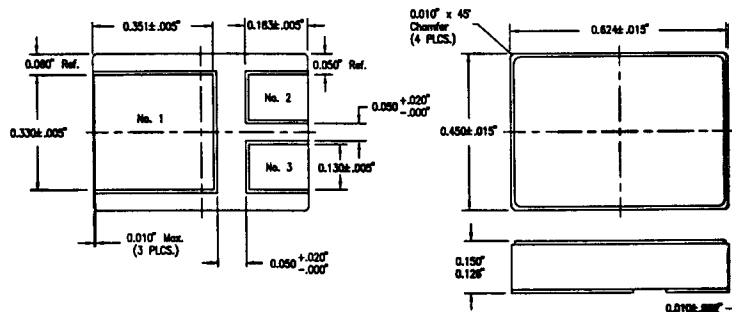 0.351±.005"
0.183±.005"
0.080" Ref.
0.050" Ref.
No. 1
No. 2
0.050 +.020" -.000"
0.330±.005"
No. 3
0.130±.005"
0.010" Max.
(3 PLCS.)
0.050 +.020" -.000"
0.010" x 45°
Chamfer
(4 PLCS.)
0.624±.015"
0.450±.015"
0.150"
0.126"